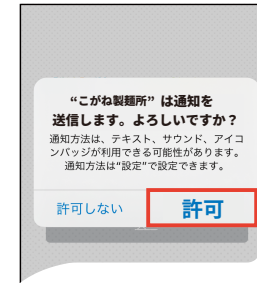 “こがね製麺所”は通知を
送信します。よろしいですか？
通知方法は、テキスト、サウンド、アイコ
ンバッジが利用できる可能性があります。
通知方法は“設定”で設定できます。
許可しない
許可